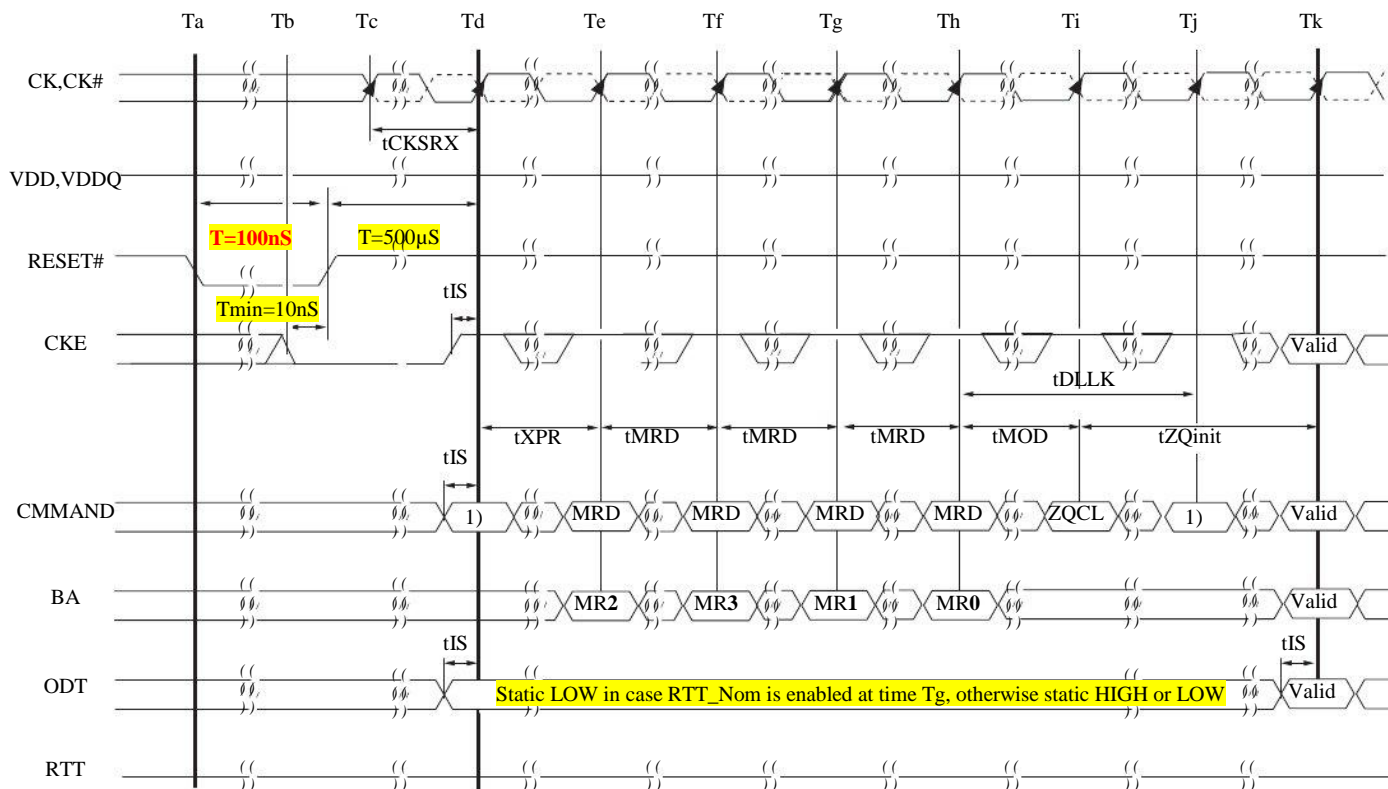 Ta Tb Tc Td Te Tf Tg Th Ti Tj Tk
CK,CK#
tCKSRX
VDD,VDDQ
T=100nS T=500µS
RESET#
Tmin=10nS tIS
CKE Valid
tDLLK
tXPR tMRD tMRD tMRD tMOD tZQinit
tIS
CMMAND 1) MRD MRD MRD MRD ZQCL 1) Valid
BA MR2 MR3 MR1 MR0 Valid
tIS tIS
ODT Static LOW in case RTT_Nom is enabled at time Tg, otherwise static HIGH or LOW Valid
RTT